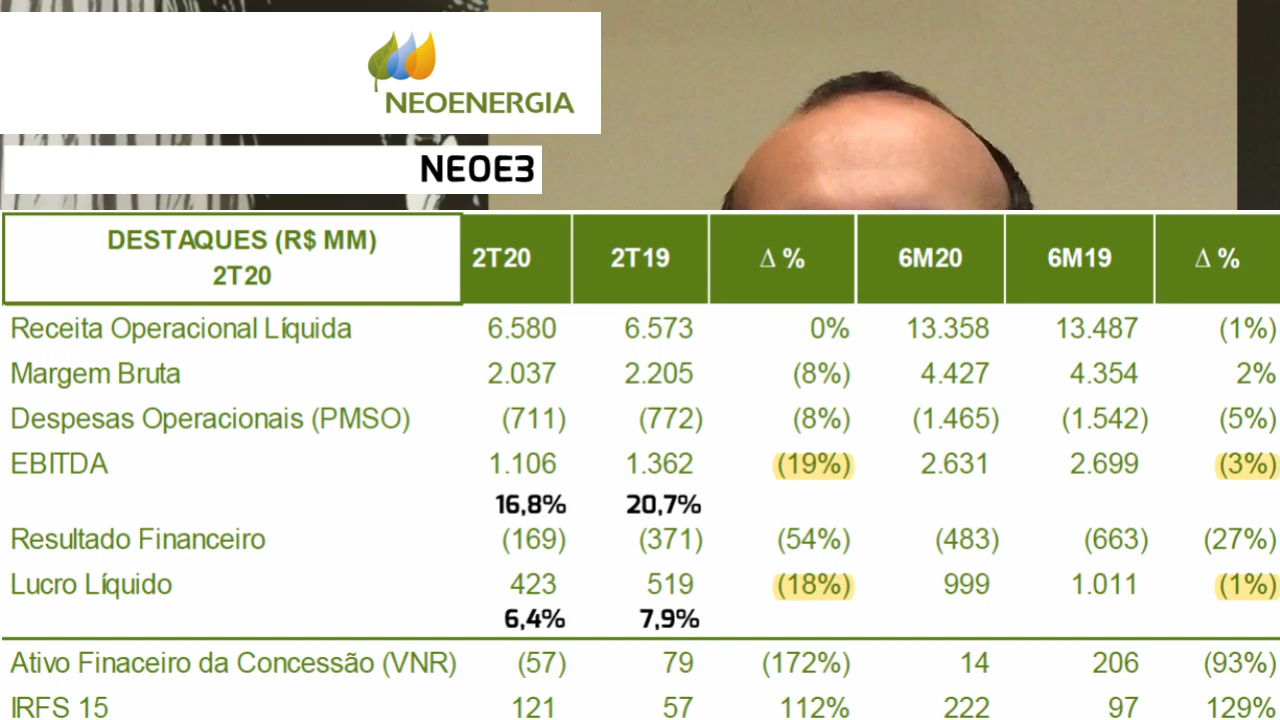 NEOENERGIA
NEOE3
DESTAQUES (R$ MM) 2T20 2T19 Δ % 6M20 6M19 Δ %
2T20
Receita Operacional Líquida 6.580 6.573 0% 13.358 13.487 (1%)
Margem Bruta 2.037 2.205 (8%) 4.427 4.354 2%
Despesas Operacionais (PMSO) (711) (772) (8%) (1.465) (1.542) (5%)
EBITDA 1.106 1.362 (19%) 2.631 2.699 (3%)
16,8% 20,7%
Resultado Financeiro (169) (371) (54%) (483) (663) (27%)
Lucro Líquido 423 519 (18%) 999 1.011 (1%)
6,4% 7,9%
Ativo Finaceiro da Concessão (VNR) (57) 79 (172%) 14 206 (93%)
IRFS 15 121 57 112% 222 97 129%